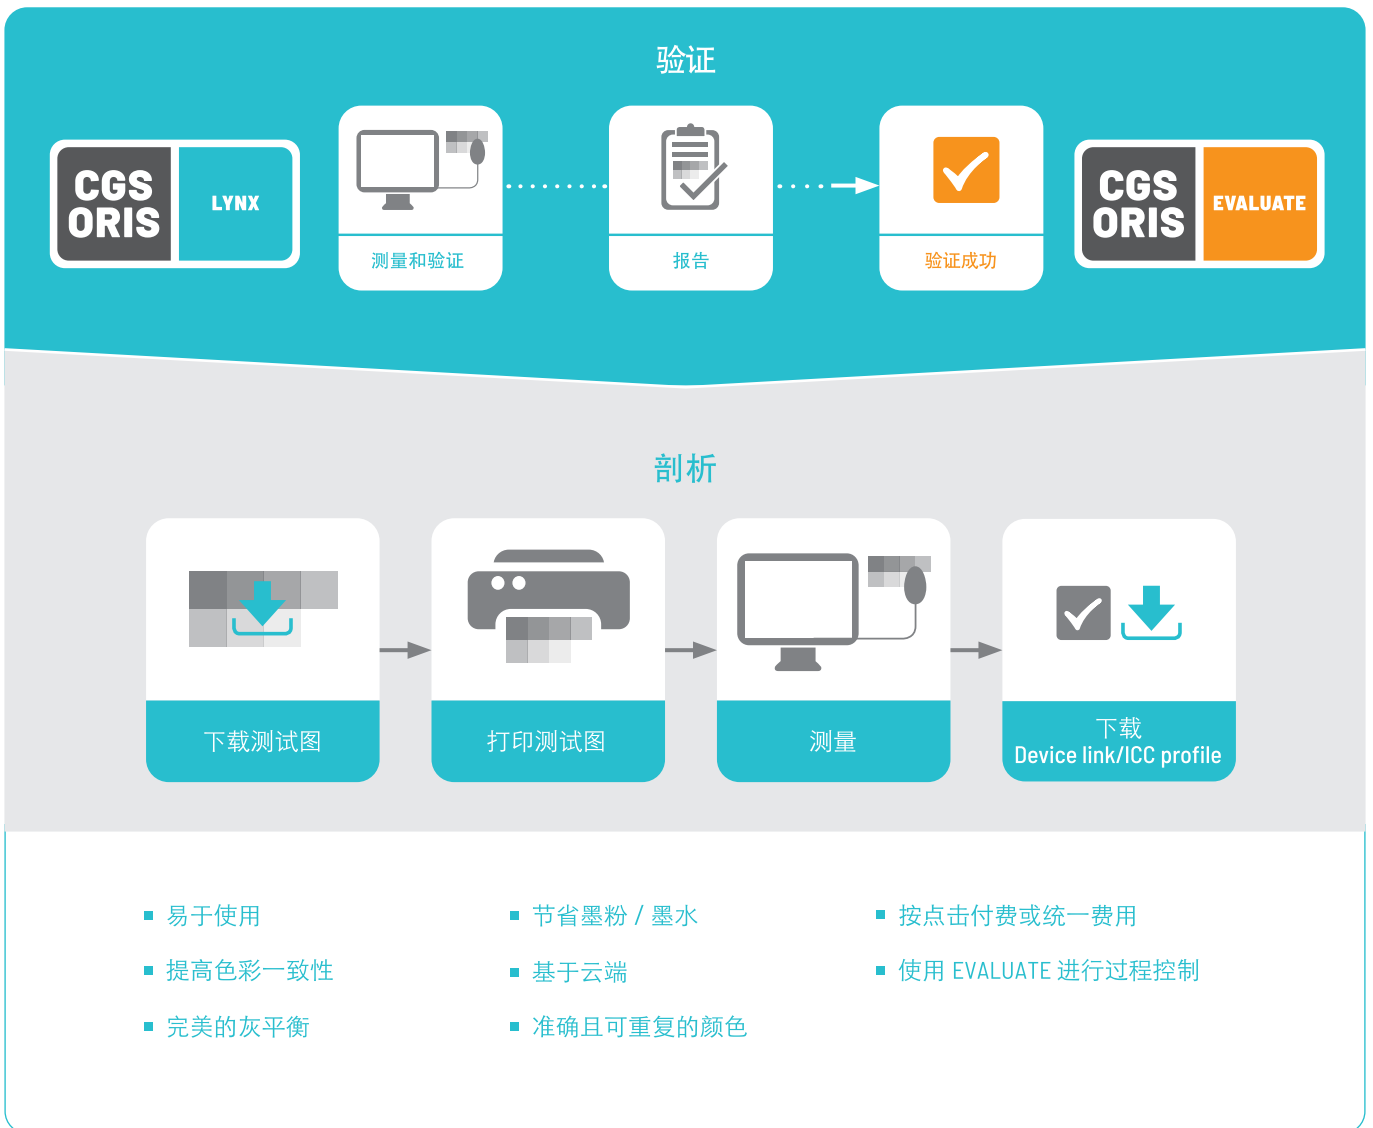 验证
CGS
ORIS
LYNX
测量和验证
报告
验证成功
CGS
ORIS
EVALUATE
剖析
下载测试图
打印测试图
测量
下载
Device link/ICC profile
易于使用
提高色彩一致性
完美的灰平衡
节省墨粉 / 墨水
基于云端
准确且可重复的颜色
按点击付费或统一费用
使用 EVALUATE 进行过程控制